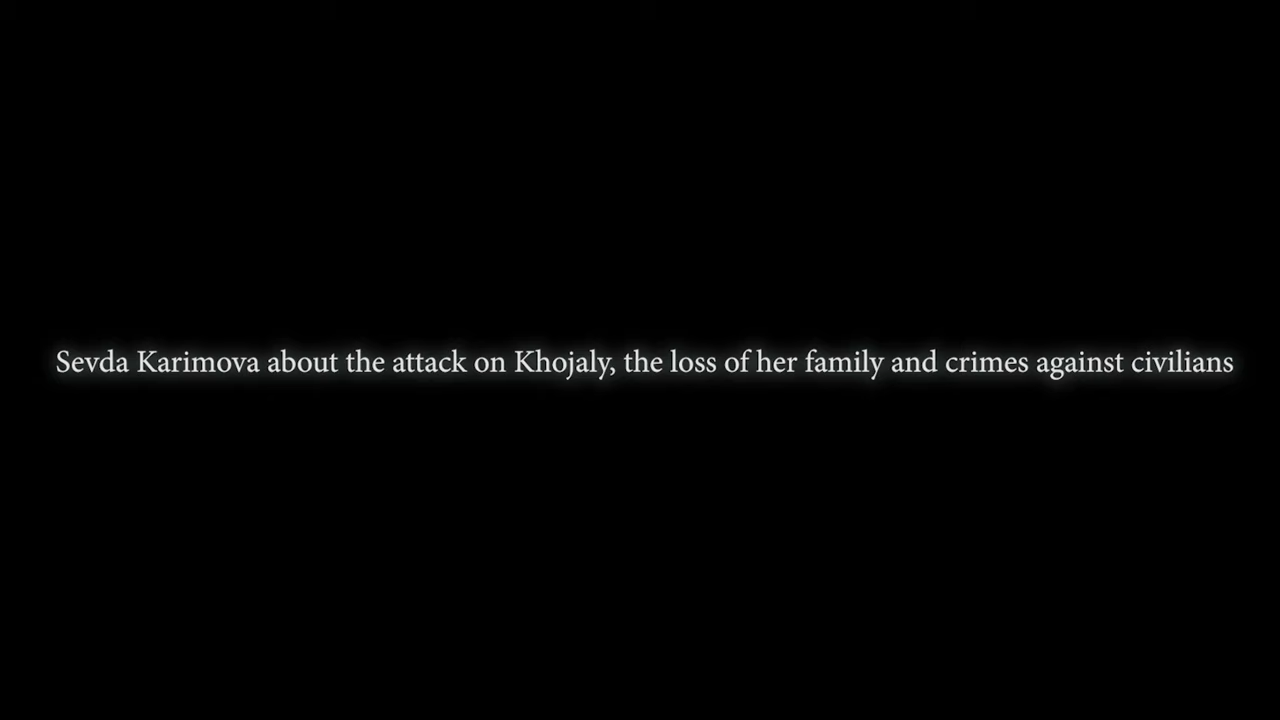 Sevda Karimova about the attack on Khojaly, the loss of her family and crimes against civilians